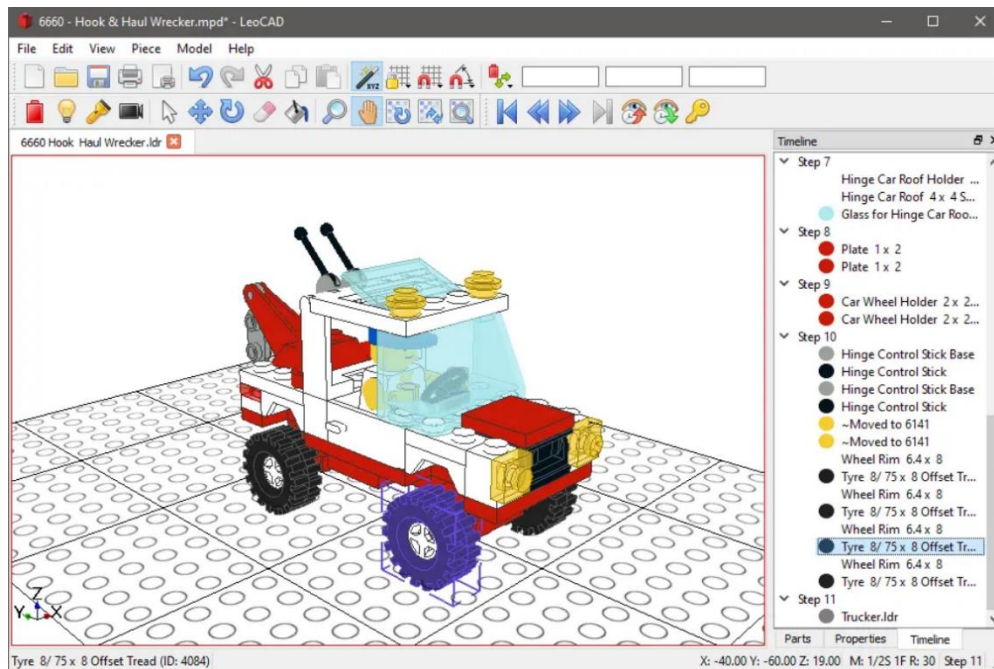 6660 - Hook & Haul Wrecker.mpd* - LeoCAD
File Edit View Piece Model Help
XYZ
6660 Hook Haul Wrecker.ldr
Timeline
Step 7
Hinge Car Roof Holder ...
Hinge Car Roof 4 x 4 S...
Glass for Hinge Car Roo...
Step 8
Plate 1 x 2
Plate 1 x 2
Step 9
Car Wheel Holder 2 x 2...
Car Wheel Holder 2 x 2...
Step 10
Hinge Control Stick Base
Hinge Control Stick
Hinge Control Stick Base
Hinge Control Stick
~Moved to 6141
~Moved to 6141
Wheel Rim 6.4 x 8
Tyre 8/ 75 x 8 Offset Tr...
Wheel Rim 6.4 x 8
Tyre 8/ 75 x 8 Offset Tr...
Wheel Rim 6.4 x 8
Tyre 8/ 75 x 8 Offset Tr...
Wheel Rim 6.4 x 8
Tyre 8/ 75 x 8 Offset Tr...
Step 11
Trucker.ldr
Z
Y X
Parts Properties Timeline
Tyre 8/ 75 x 8 Offset Tread (ID: 4084)
X: -40.00 Y: -60.00 Z: 19.00 M: 1/2S 1F R: 30 Step 11